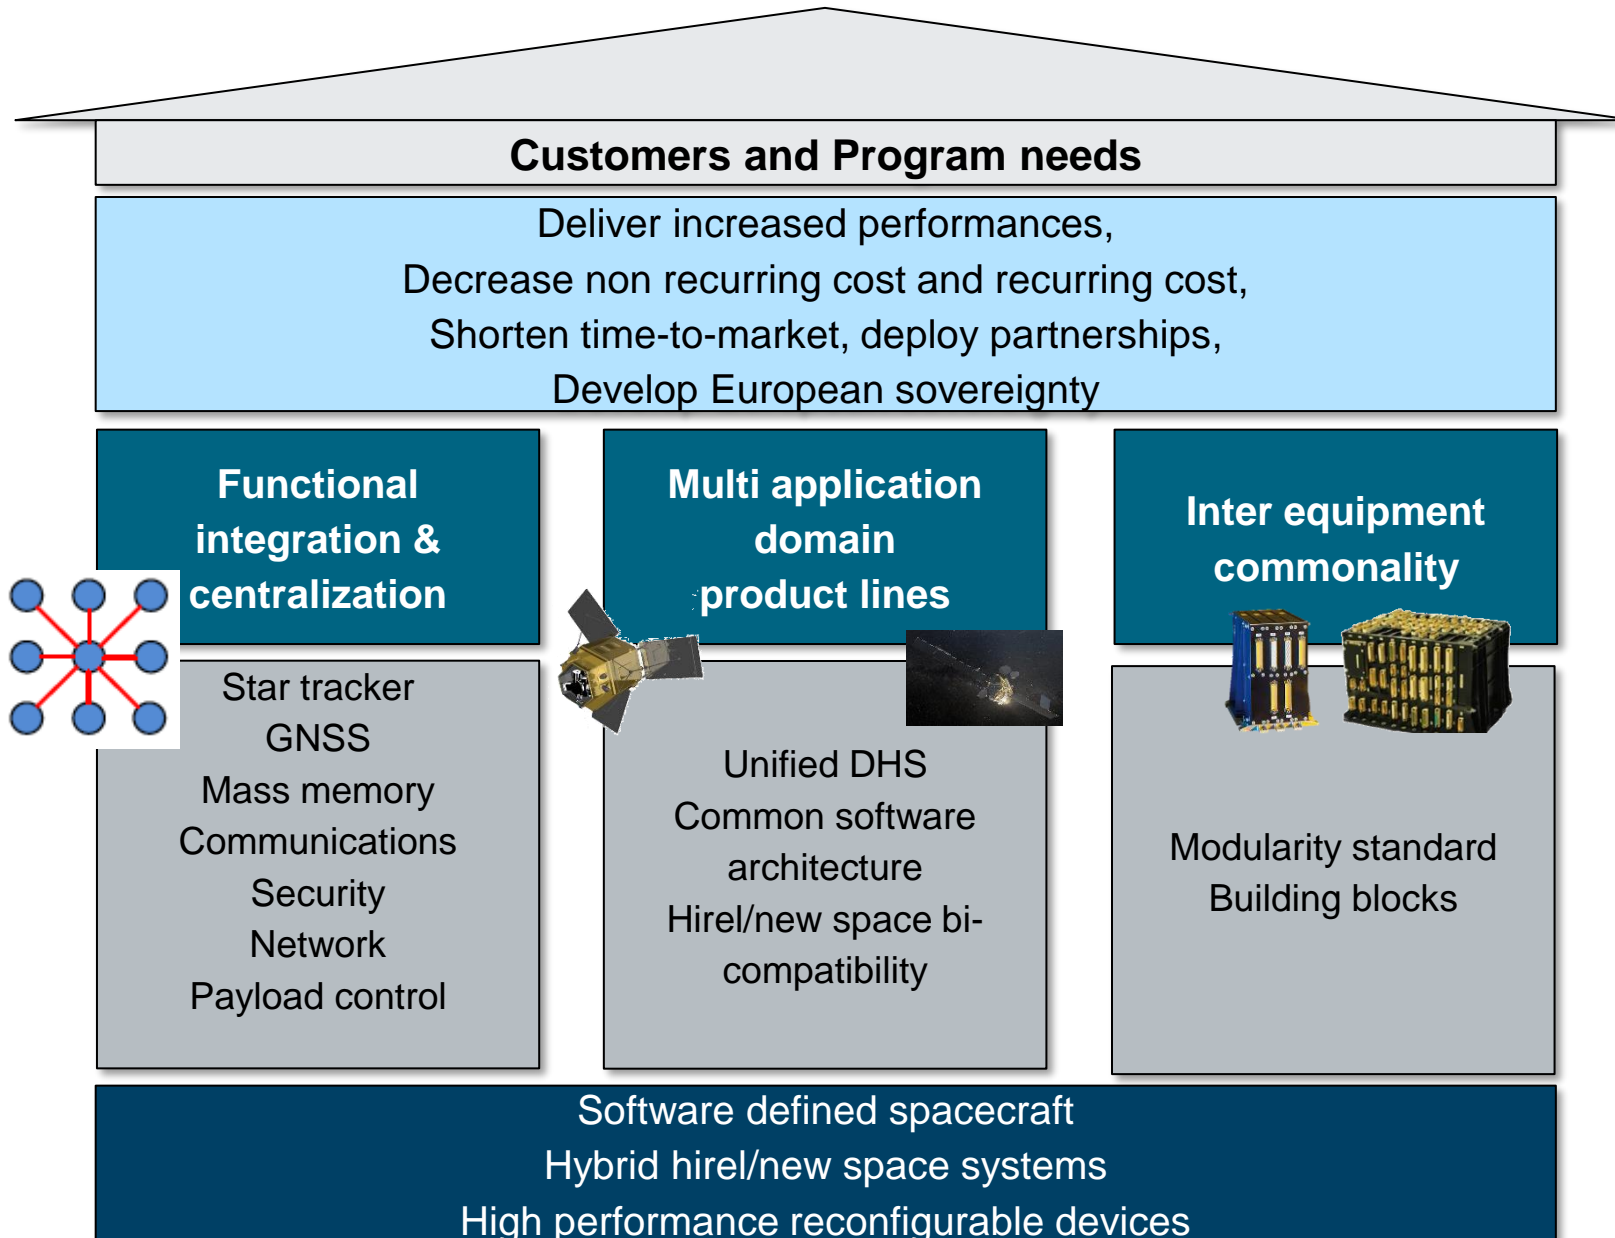 Customers and Program needs
Deliver increased performances,
Decrease non recurring cost and recurring cost,
Shorten time-to-market, deploy partnerships,
Develop European sovereignty
Functional
integration &
centralization
Star tracker
GNSS
Mass memory
Communications
Security
Network
Payload control
Multi application
domain
product lines
Unified DHS
Common software
architecture
Hirel/new space bi-
compatibility
Inter equipment
commonality
Modularity standard
Building blocks
Software defined spacecraft
Hybrid hirel/new space systems
High performance reconfigurable devices